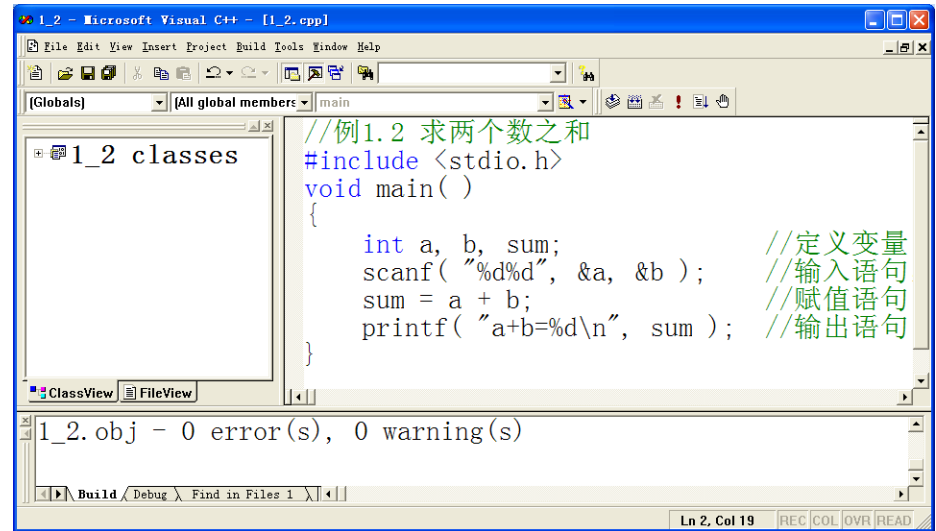 1_2 - Microsoft Visual C++ - [1_2.cpp]
File Edit View Insert Project Build Tools Window Help
(Globals) (All global members main
1_2 classes
//例1.2 求两个数之和
#include <stdio.h>
void main( )
{
int a, b, sum; //定义变量
scanf( "%d%d", &a, &b ); //输入语句
sum = a + b; //赋值语句
printf( "a+b=%d\n", sum ); //输出语句
}
ClassView FileView
1_2.obj - 0 error(s), 0 warning(s)
Build Debug Find in Files 1
Ln 2, Col 19 REC COL OVR READ